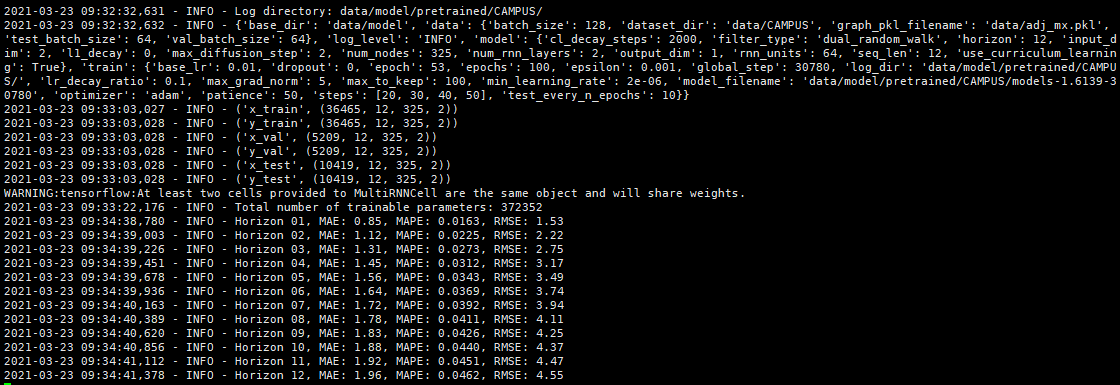 2021-03-23 09:32:32,631 - INFO - Log directory: data/model/pretrained/CAMPUS/
2021-03-23 09:32:32,632 - INFO - {'base_dir': 'data/model', 'data': {'batch_size': 128, 'dataset_dir': 'data/CAMPUS', 'graph_pkl_filename': 'data/adj_mx.pkl',
'test_batch_size': 64, 'val_batch_size': 64}, 'log_level': 'INFO', 'model': {'cl_decay_steps': 2000, 'filter_type': 'dual_random_walk', 'horizon': 12, 'input_
dim': 2, 'l1_decay': 0, 'max_diffusion_step': 2, 'num_nodes': 325, 'num_rnn_layers': 2, 'output_dim': 1, 'rnn_units': 64, 'seq_len': 12, 'use_curriculum_learnin
g': True}, 'train': {'base_lr': 0.01, 'dropout': 0, 'epoch': 53, 'epochs': 100, 'epsilon': 0.001, 'global_step': 30780, 'log_dir': 'data/model/pretrained/CAMPU
S/', 'lr_decay_ratio': 0.1, 'max_grad_norm': 5, 'max_to_keep': 100, 'min_learning_rate': 2e-06, 'model_filename': 'data/model/pretrained/CAMPUS/models-1.6139-3
0780', 'optimizer': 'adam', 'patience': 50, 'steps': [20, 30, 40, 50], 'test_every_n_epochs': 10}}
2021-03-23 09:33:03,027 - INFO - ('x_train', (36465, 12, 325, 2))
2021-03-23 09:33:03,028 - INFO - ('y_train', (36465, 12, 325, 2))
2021-03-23 09:33:03,028 - INFO - ('x_val', (5209, 12, 325, 2))
2021-03-23 09:33:03,028 - INFO - ('y_val', (5209, 12, 325, 2))
2021-03-23 09:33:03,028 - INFO - ('x_test', (10419, 12, 325, 2))
2021-03-23 09:33:03,028 - INFO - ('y_test', (10419, 12, 325, 2))
WARNING:tensorflow:At least two cells provided to MultiRNNCell are the same object and will share weights.
2021-03-23 09:33:22,176 - INFO - Total number of trainable parameters: 372352
2021-03-23 09:34:38,780 - INFO - Horizon 01, MAE: 0.85, MAPE: 0.0163, RMSE: 1.53
2021-03-23 09:34:39,003 - INFO - Horizon 02, MAE: 1.12, MAPE: 0.0225, RMSE: 2.22
2021-03-23 09:34:39,226 - INFO - Horizon 03, MAE: 1.31, MAPE: 0.0273, RMSE: 2.75
2021-03-23 09:34:39,451 - INFO - Horizon 04, MAE: 1.45, MAPE: 0.0312, RMSE: 3.17
2021-03-23 09:34:39,678 - INFO - Horizon 05, MAE: 1.56, MAPE: 0.0343, RMSE: 3.49
2021-03-23 09:34:39,936 - INFO - Horizon 06, MAE: 1.64, MAPE: 0.0369, RMSE: 3.74
2021-03-23 09:34:40,163 - INFO - Horizon 07, MAE: 1.72, MAPE: 0.0392, RMSE: 3.94
2021-03-23 09:34:40,389 - INFO - Horizon 08, MAE: 1.78, MAPE: 0.0411, RMSE: 4.11
2021-03-23 09:34:40,620 - INFO - Horizon 09, MAE: 1.83, MAPE: 0.0426, RMSE: 4.25
2021-03-23 09:34:40,856 - INFO - Horizon 10, MAE: 1.88, MAPE: 0.0440, RMSE: 4.37
2021-03-23 09:34:41,112 - INFO - Horizon 11, MAE: 1.92, MAPE: 0.0451, RMSE: 4.47
2021-03-23 09:34:41,378 - INFO - Horizon 12, MAE: 1.96, MAPE: 0.0462, RMSE: 4.55